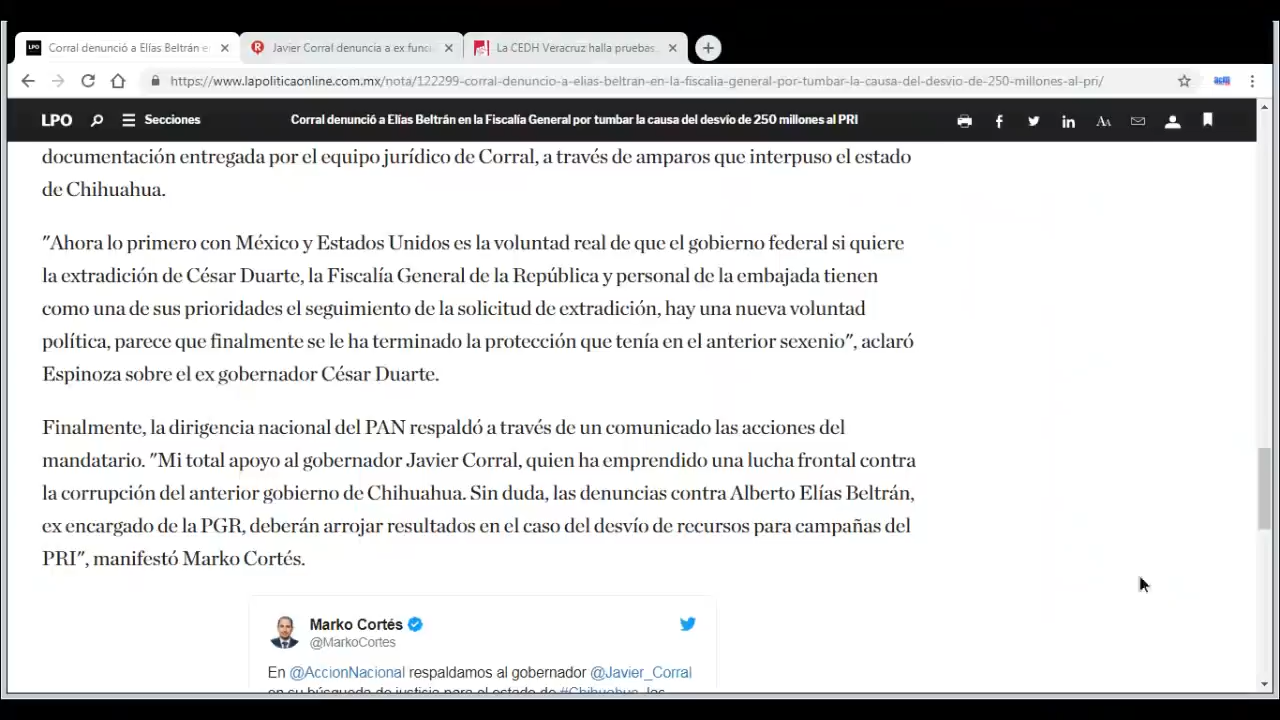 Corral denunció a Elías Beltrán e
Javier Corral denuncia a ex funci
La CEDH Veracruz halla pruebas
https://www.lapoliticaonline.com.mx/nota/122299-corral-denuncio-a-elias-beltran-en-la-fiscalia-general-por-tumbar-la-causa-del-desvio-de-250-millones-al-pri/
LPO Secciones Corral denunció a Elías Beltrán en la Fiscalía General por tumbar la causa del desvío de 250 millones al PRI
documentación entregada por el equipo jurídico de Corral, a través de amparos que interpuso el estado
de Chihuahua.
"Ahora lo primero con México y Estados Unidos es la voluntad real de que el gobierno federal si quiere
la extradición de César Duarte, la Fiscalía General de la República y personal de la embajada tienen
como una de sus prioridades el seguimiento de la solicitud de extradición, hay una nueva voluntad
política, parece que finalmente se le ha terminado la protección que tenía en el anterior sexenio", aclaró
Espinoza sobre el ex gobernador César Duarte.
Finalmente, la dirigencia nacional del PAN respaldó a través de un comunicado las acciones del
mandatario. "Mi total apoyo al gobernador Javier Corral, quien ha emprendido una lucha frontal contra
la corrupción del anterior gobierno de Chihuahua. Sin duda, las denuncias contra Alberto Elías Beltrán,
ex encargado de la PGR, deberán arrojar resultados en el caso del desvío de recursos para campañas del
PRI", manifestó Marko Cortés.
Marko Cortés
@MarkoCortes
En @AccionNacional respaldamos al gobernador @Javier_Corral
en su búsqueda de justicia para el estado de #Chihuahua, los